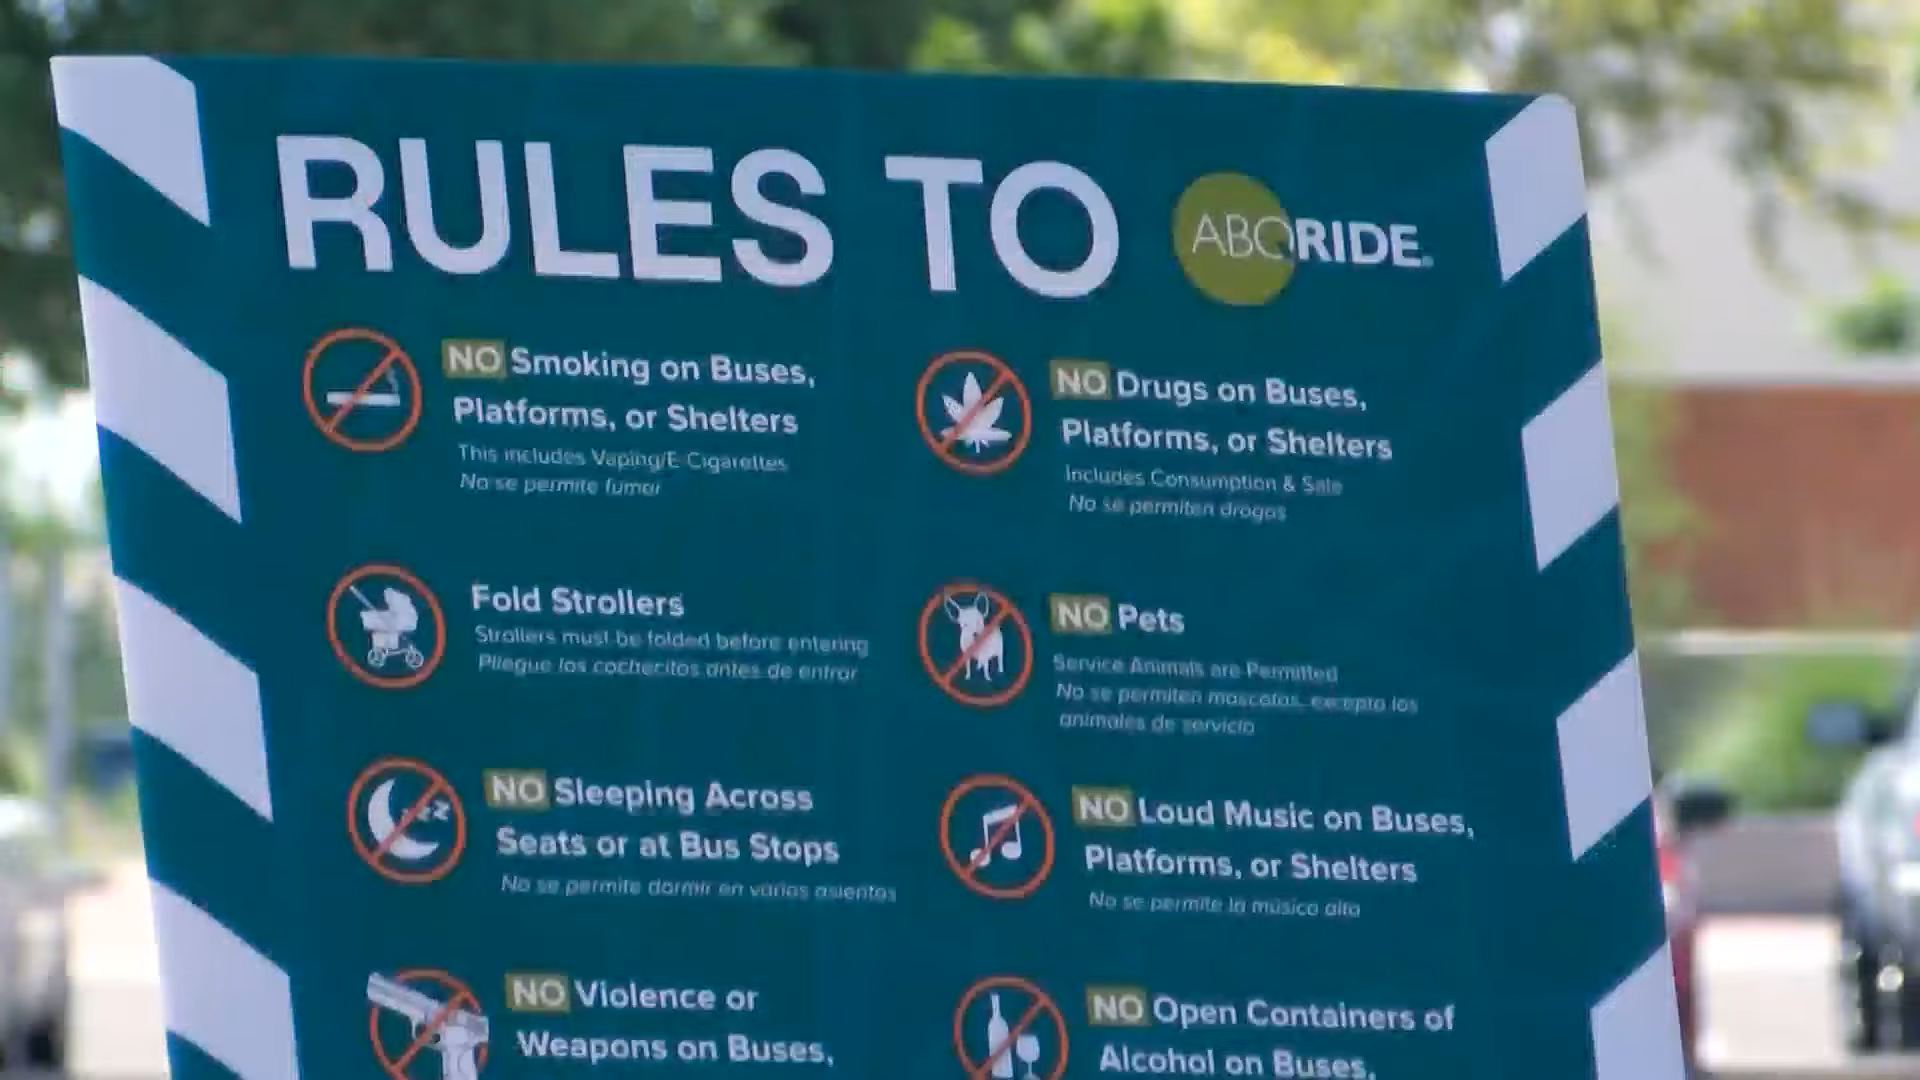 RULES TO ABQRIDE.
NO Smoking on Buses,
Platforms, or Shelters
This includes Vaping/E-Cigarettes
No se permite fumar
NO Drugs on Buses,
Platforms, or Shelters
Includes Consumption & Sale
No se permiten drogas
Fold Strollers
Strollers must be folded before entering
Pliegue los cochecitos antes de entrar
NO Pets
Service Animals are Permitted
No se permiten mascotas, excepto los
animales de servicio
NO Sleeping Across
Seats or at Bus Stops
No se permite dormir en varios asientos
NO Loud Music on Buses,
Platforms, or Shelters
No se permite la música alta
NO Violence or
Weapons on Buses,
NO Open Containers of
Alcohol on Buses,